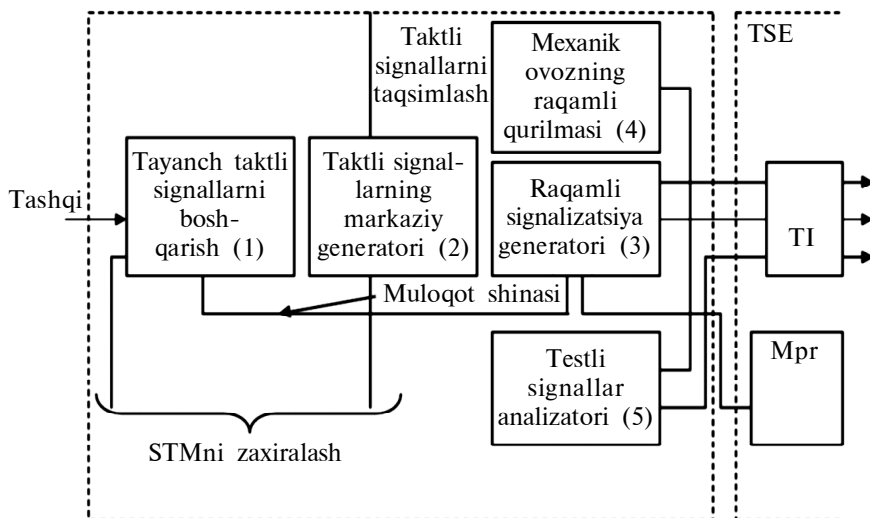 Taktli
signallarni
taqsimlash
Mexanik
ovozning
raqamli
qurilmasi (4)
TSE
Tashqi
Tayanch taktli
signallarni
bosh-
qarish (1)
Taktli signal-
larning
markaziy
generatori (2)
Raqamli
signalizatsiya
generatori (3)
TI
Muloqot shinasi
Testli
signallar
analizatori (5)
Mpr
STMni zaxiralash